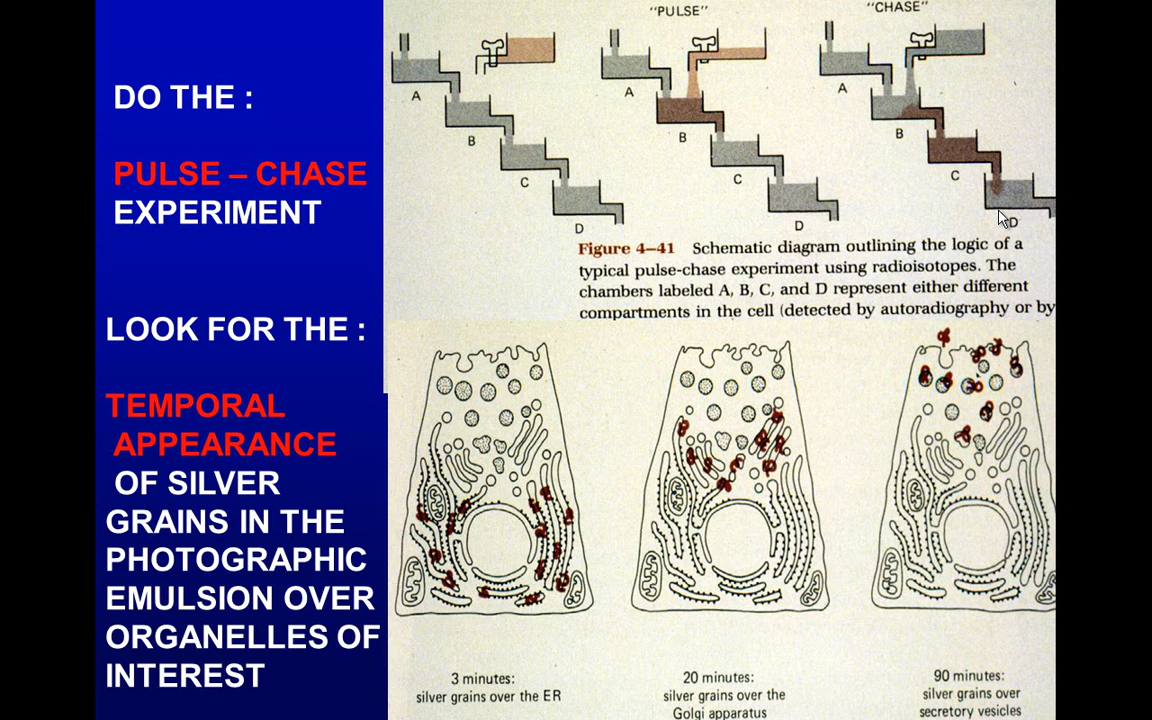 DO THE :
PULSE – CHASE
EXPERIMENT
LOOK FOR THE :
TEMPORAL
APPEARANCE
OF SILVER
GRAINS IN THE
PHOTOGRAPHIC
EMULSION OVER
ORGANELLES OF
INTEREST
"PULSE"
"CHASE"
A
B
C
D
A
B
C
D
A
B
C
D
Figure 4–41 Schematic diagram outlining the logic of a
typical pulse-chase experiment using radioisotopes. The
chambers labeled A, B, C, and D represent either different
compartments in the cell (detected by autoradiography or by
3 minutes:
silver grains over the ER
20 minutes:
silver grains over the
Golgi apparatus
90 minutes:
silver grains over
secretory vesicles